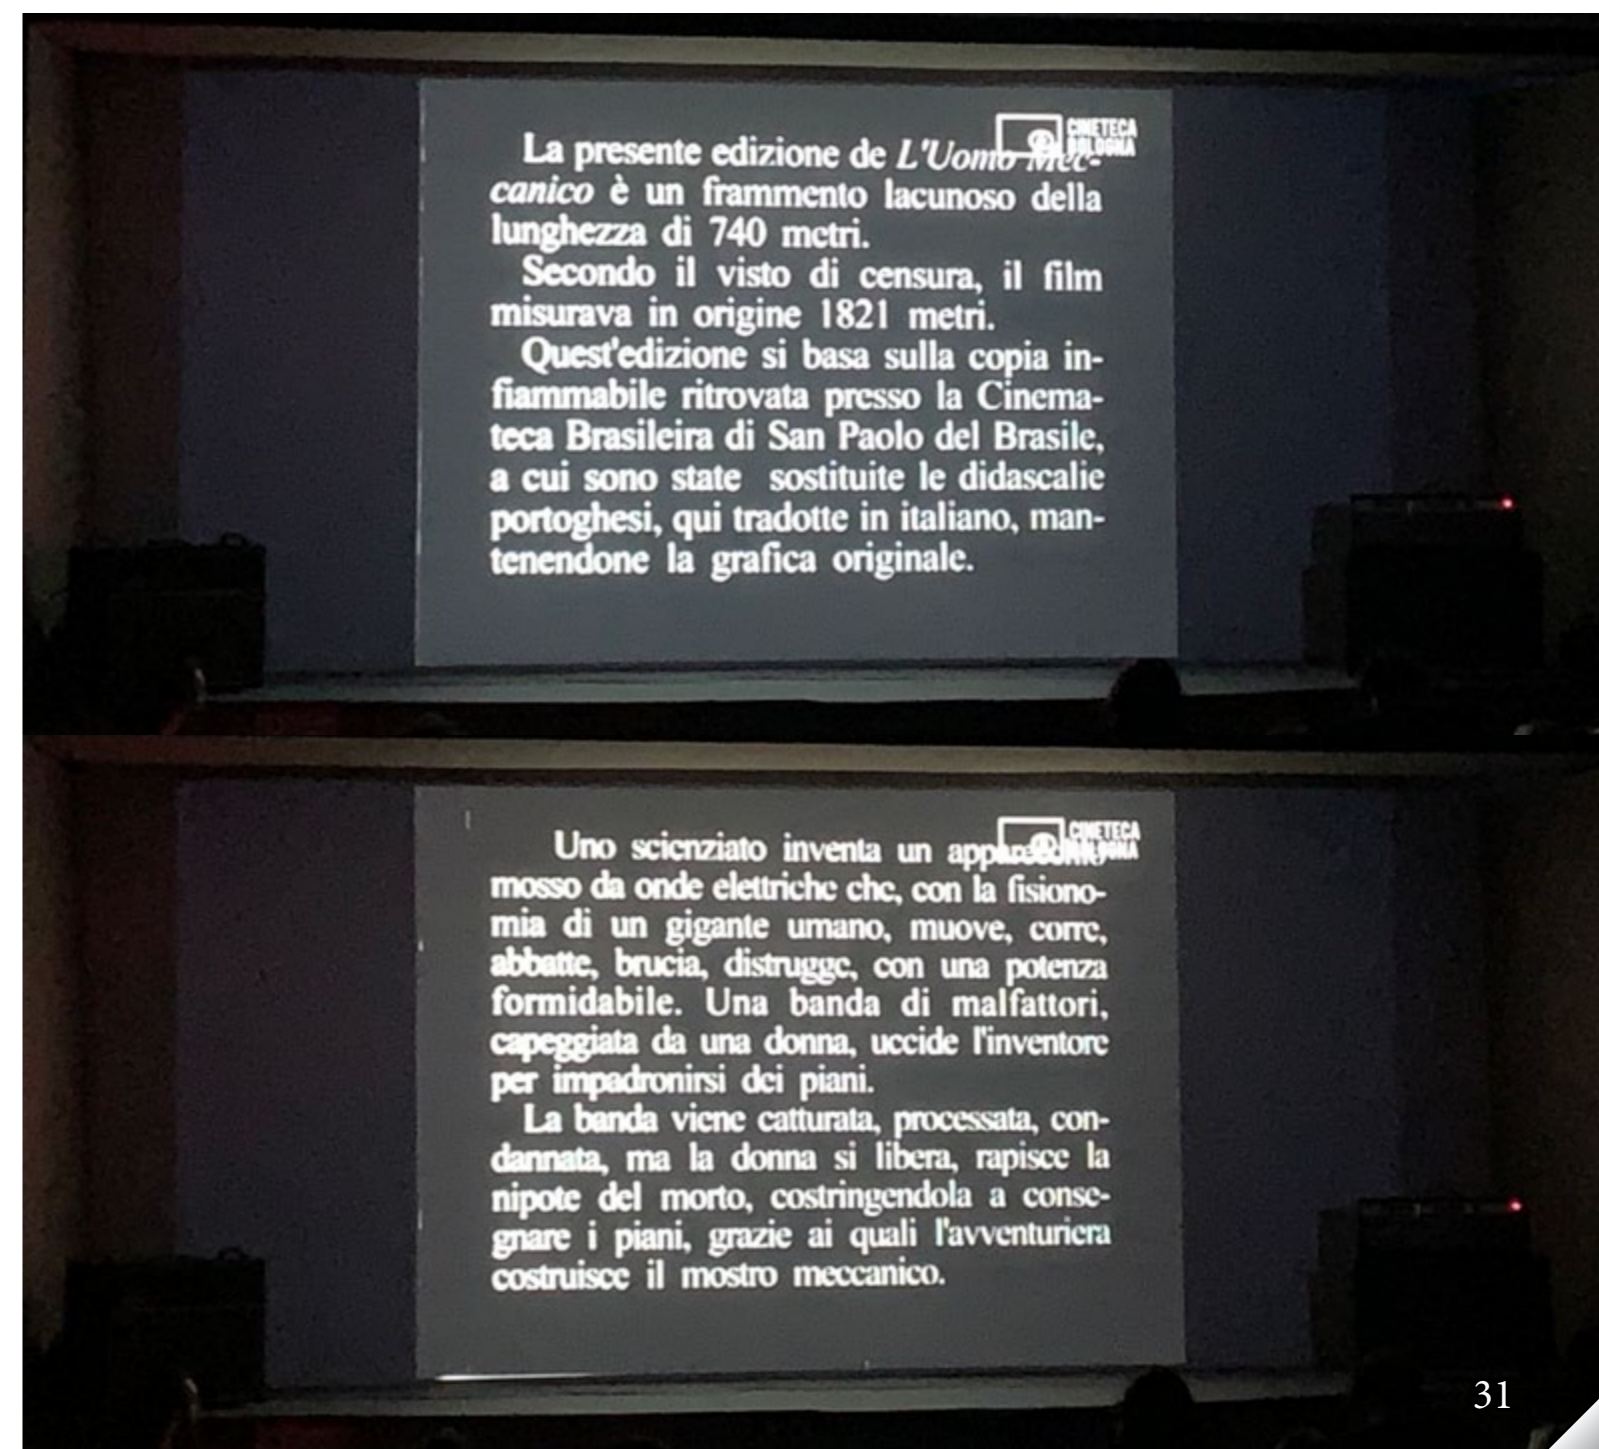 CINETECA
BOLOGNA
La presente edizione de L'Uomo Mec-
canico è un frammento lacunoso della
lunghezza di 740 metri.
Secondo il visto di censura, il film
misurava in origine 1821 metri.
Quest'edizione si basa sulla copia in-
fiammabile ritrovata presso la Cinema-
teca Brasileira di San Paolo del Brasile,
a cui sono state sostituite le didascalie
portoghesi, qui tradotte in italiano, man-
tenendone la grafica originale.
CINETECA
BOLOGNA
Uno scienziato inventa un apparecchio
mosso da onde elettriche che, con la fisiono-
mia di un gigante umano, muove, corre,
abbatte, brucia, distrugge, con una potenza
formidabile. Una banda di malfattori,
capeggiata da una donna, uccide l'inventore
per impadronirsi dei piani.
La banda viene catturata, processata, con-
dannata, ma la donna si libera, rapisce la
nipote del morto, costringendola a conse-
gnare i piani, grazie ai quali l'avventuriera
costruisce il mostro meccanico.
31